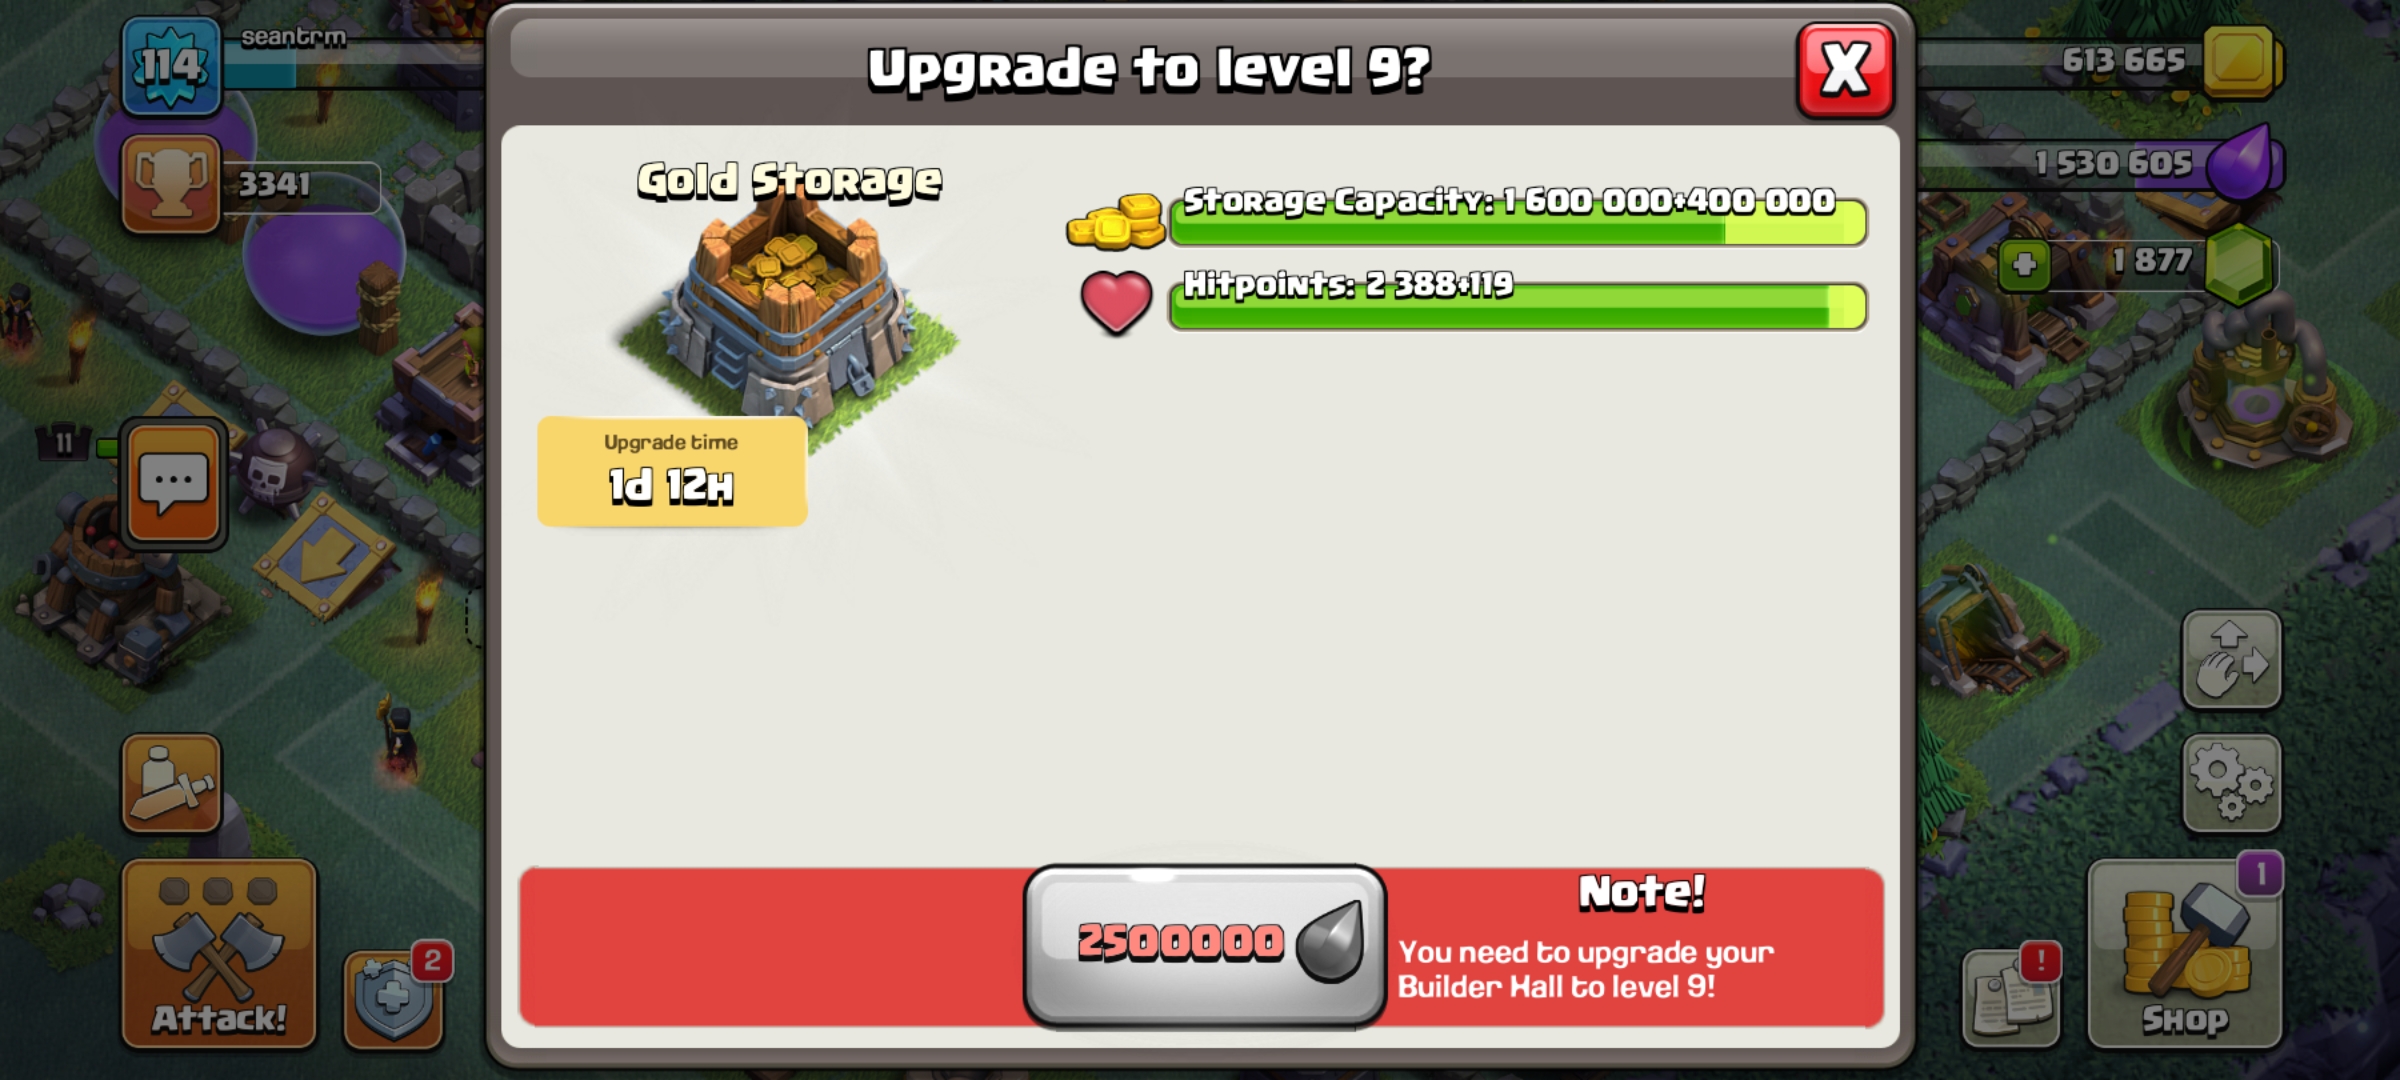 114
seantrm
Upgrade to level 9?
X
613 665
3341
Gold Storage
Storage Capacity: 1 600 000+400 000
1 530 605
Hitpoints: 2 388+119
1 877
11
Upgrade time
1d 12H
2500000
Note!
You need to upgrade your
Builder Hall to level 9!
Attack!
2
!
1
Shop